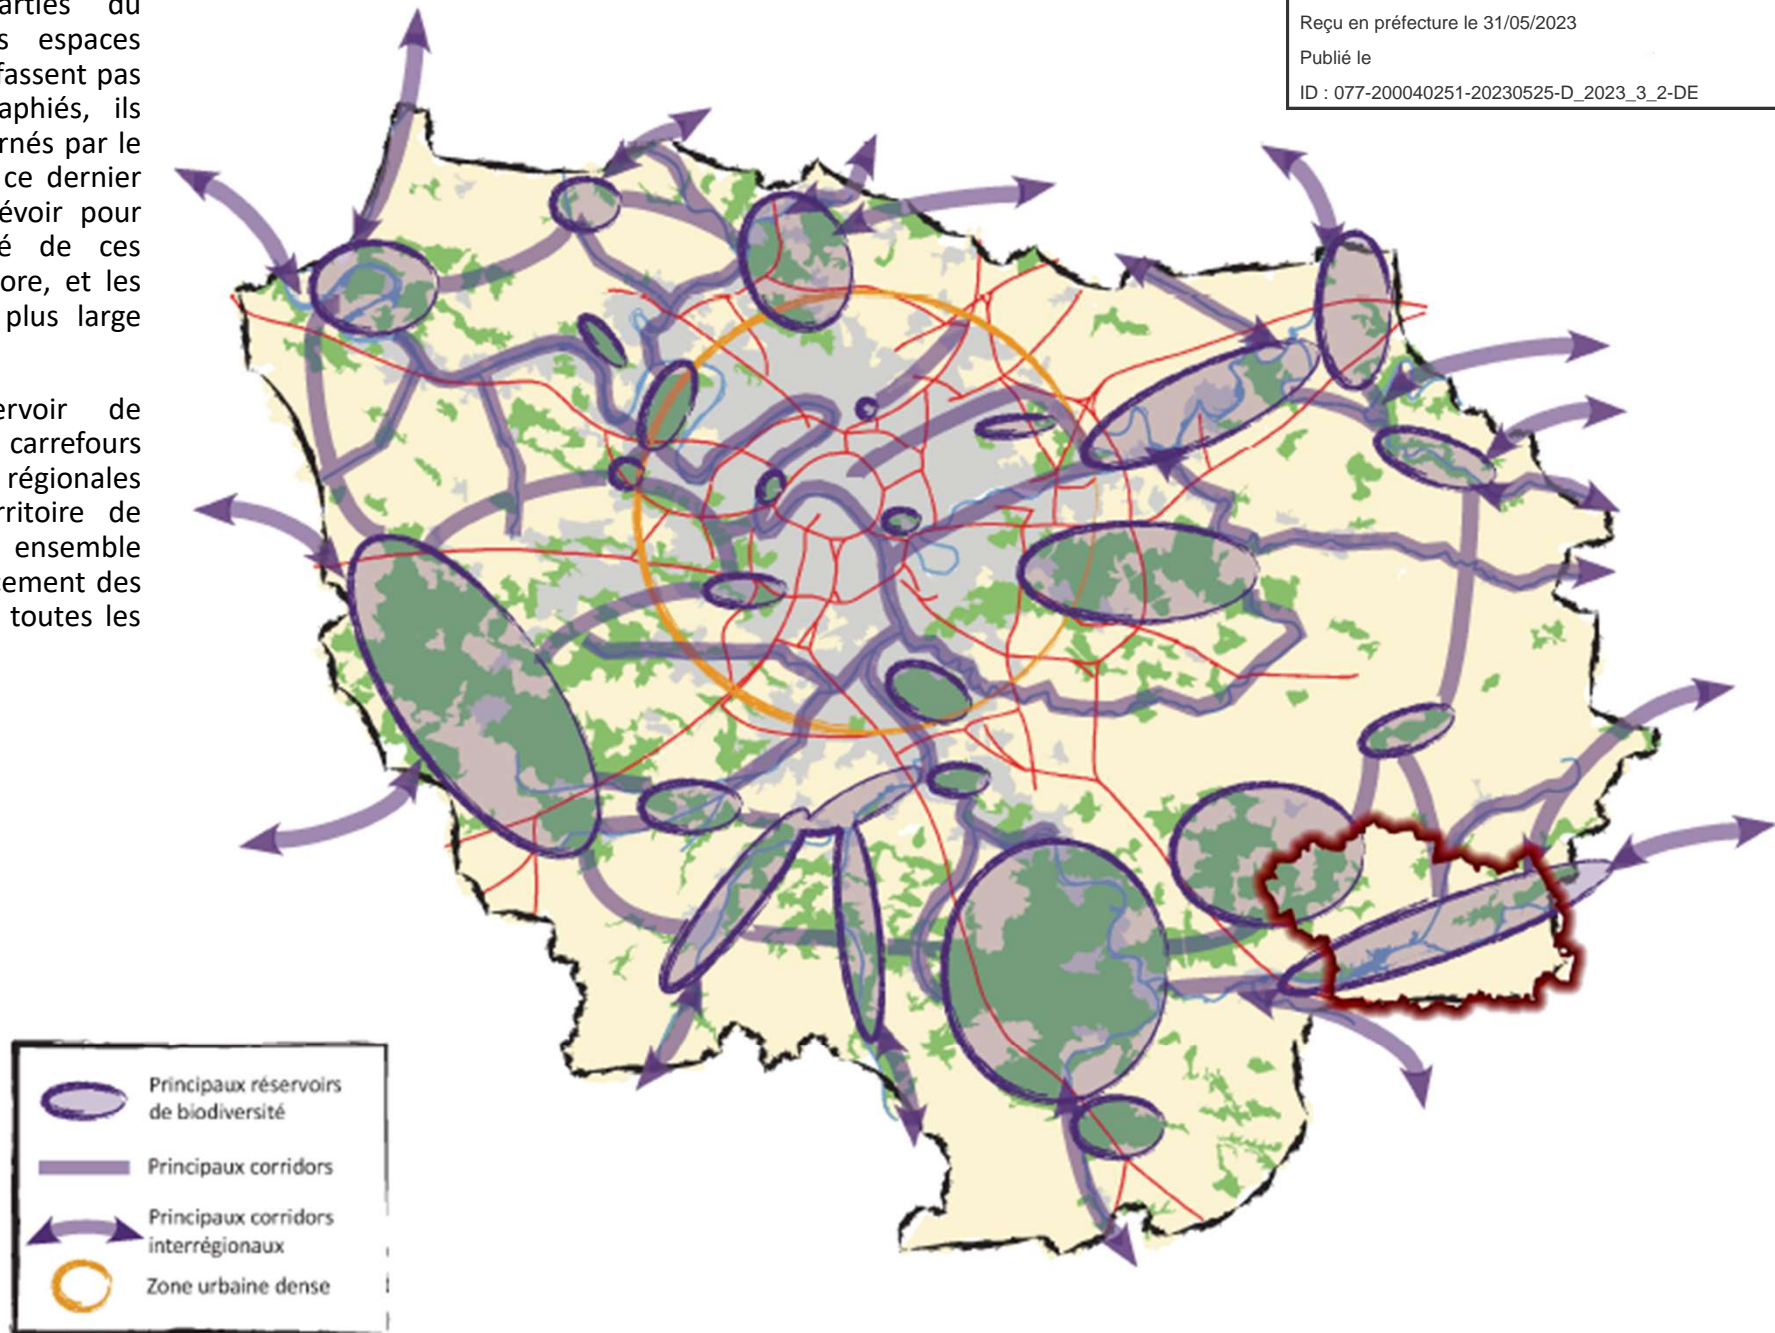 arties du
s espaces
fassent pas
aphiés, ils
rnés par le
ce dernier
évoir pour
é de ces
ore, et les
plus large
ervoir de
carrefours
régionales
rritoire de
ensemble
cement des
toutes les
Reçu en préfecture le 31/05/2023
Publié le
ID : 077-200040251-20230525-D_2023_3_2-DE
Principaux réservoirs
de biodiversité
Principaux corridors
Principaux corridors
interrégionaux
Zone urbaine dense